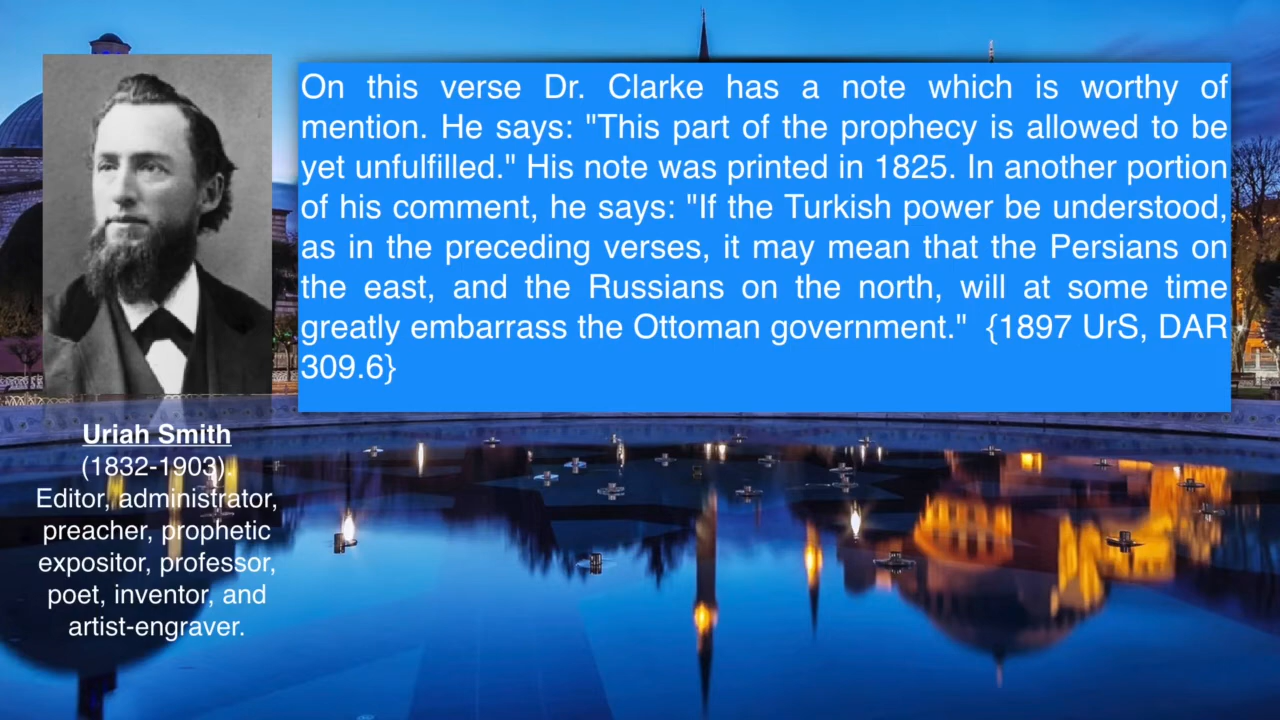 On this verse Dr. Clarke has a note which is worthy of
mention. He says: "This part of the prophecy is allowed to be
yet unfulfilled." His note was printed in 1825. In another portion
of his comment, he says: "If the Turkish power be understood,
as in the preceding verses, it may mean that the Persians on
the east, and the Russians on the north, will at some time
greatly embarrass the Ottoman government."  {1897 UrS, DAR
309.6}
Uriah Smith
(1832-1903).
Editor, administrator,
preacher, prophetic
expositor, professor,
poet, inventor, and
artist-engraver.